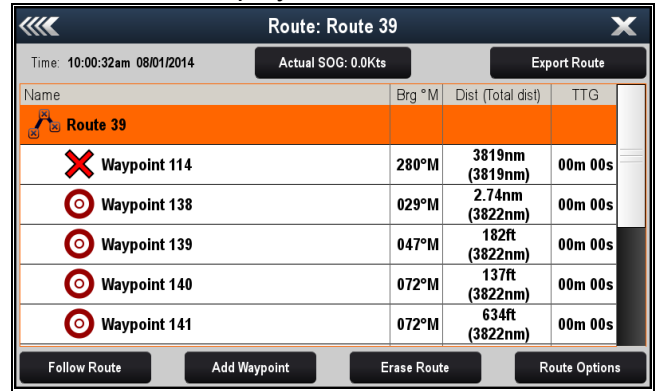 Route: Route 39
Time: 10:00:32am 08/01/2014 Actual SOG: 0.0Kts Export Route
Name Brg °M Dist (Total dist) TTG
Route 39
Waypoint 114 280°M 3819nm (3819nm) 00m 00s
Waypoint 138 029°M 2.74nm (3822nm) 00m 00s
Waypoint 139 047°M 182ft (3822nm) 00m 00s
Waypoint 140 072°M 137ft (3822nm) 00m 00s
Waypoint 141 072°M 634ft (3822nm) 00m 00s
Follow Route Add Waypoint Erase Route Route Options